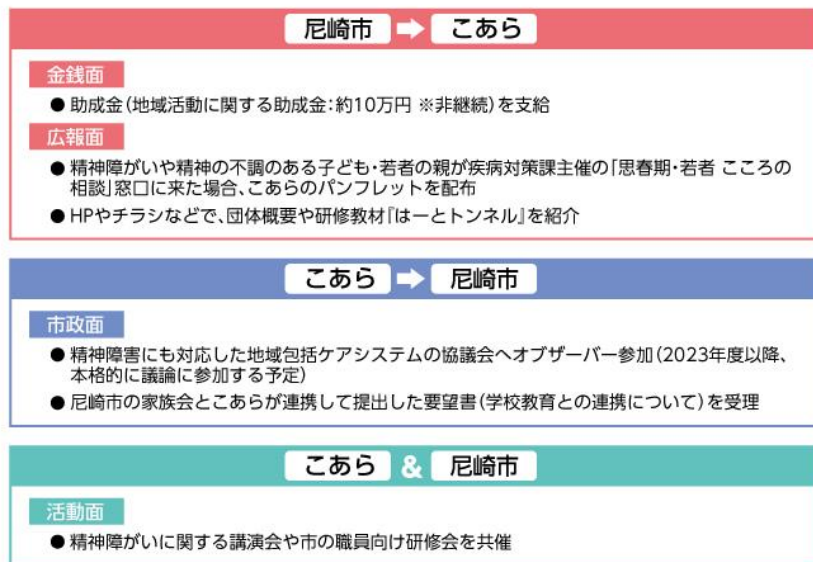 尼崎市 ➡ こあら
金銭面
● 助成金(地域活動に関する助成金:約10万円 ※非継続)を支給
広報面
● 精神障がいや精神の不調のある子ども・若者の親が疾病対策課主催の「思春期・若者 こころの
相談」窓口に来た場合、こあらのパンフレットを配布
● HPやチラシなどで、団体概要や研修教材『はーとトンネル』を紹介
こあら ➡ 尼崎市
市政面
● 精神障害にも対応した地域包括ケアシステムの協議会へオブザーバー参加(2023年度以降、
本格的に議論に参加する予定)
● 尼崎市の家族会とこあらが連携して提出した要望書(学校教育との連携について)を受理
こあら & 尼崎市
活動面
● 精神障がいに関する講演会や市の職員向け研修会を共催